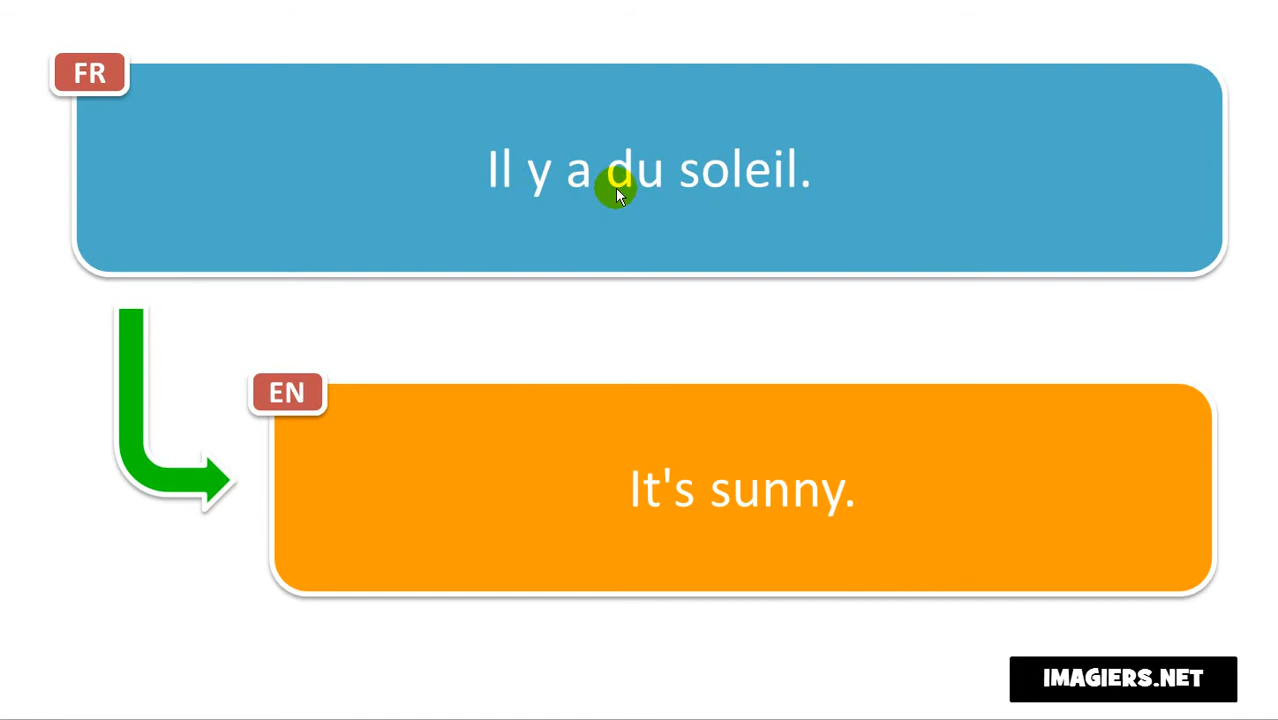 FR
Il y a du soleil.
EN
It's sunny.
IMAGIERS.NET